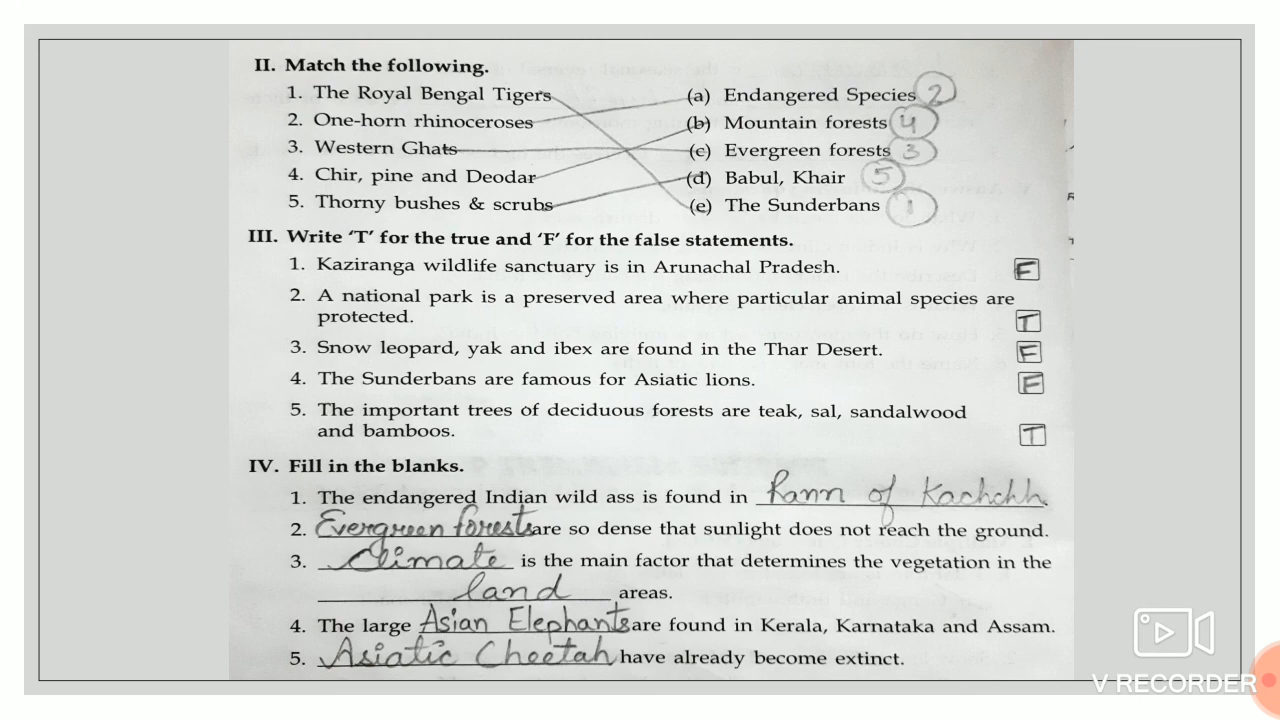 II. Match the following.
1. The Royal Bengal Tigers (a) Endangered Species 2
2. One-horn rhinoceroses (b) Mountain forests 4
3. Western Ghats (c) Evergreen forests 3
4. Chir, pine and Deodar (d) Babul, Khair 5
5. Thorny bushes & scrubs (e) The Sunderbans 1
III. Write ‘T’ for the true and ‘F’ for the false statements.
1. Kaziranga wildlife sanctuary is in Arunachal Pradesh. F
2. A national park is a preserved area where particular animal species are
protected. T
3. Snow leopard, yak and ibex are found in the Thar Desert. F
4. The Sunderbans are famous for Asiatic lions. F
5. The important trees of deciduous forests are teak, sal, sandalwood
and bamboos. T
IV. Fill in the blanks.
1. The endangered Indian wild ass is found in Rann of Kachchh.
2. Evergreen forests are so dense that sunlight does not reach the ground.
3. Climate is the main factor that determines the vegetation in the
land areas.
4. The large Asian Elephants are found in Kerala, Karnataka and Assam.
5. Asiatic Cheetah have already become extinct.
V RECORDER